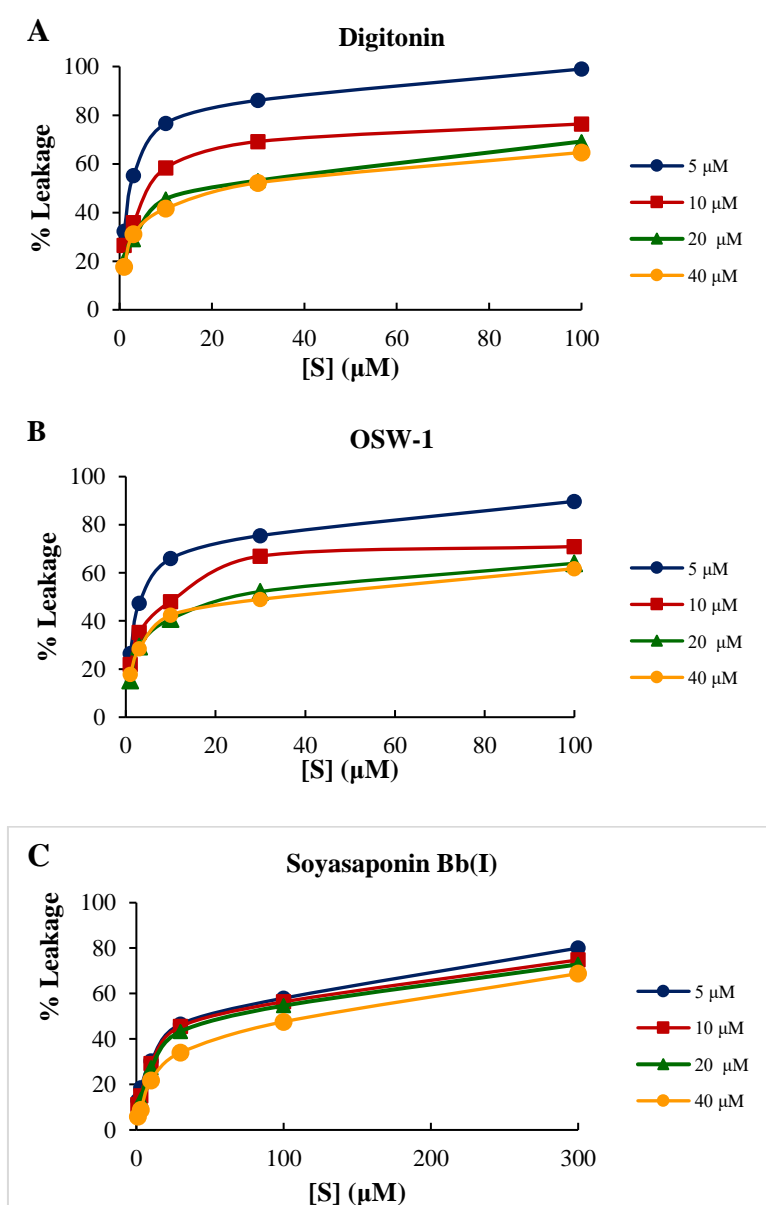 A
Digitonin
% Leakage
100
80
60
40
20
0
0 20 40 60 80 100
[S] (µM)
5 µM
10 µM
20 µM
40 µM
B
OSW-1
% Leakage
100
80
60
40
20
0
0 20 40 60 80 100
[S] (µM)
5 µM
10 µM
20 µM
40 µM
C
Soyasaponin Bb(I)
% Leakage
100
80
60
40
20
0
0 100 200 300
[S] (µM)
5 µM
10 µM
20 µM
40 µM